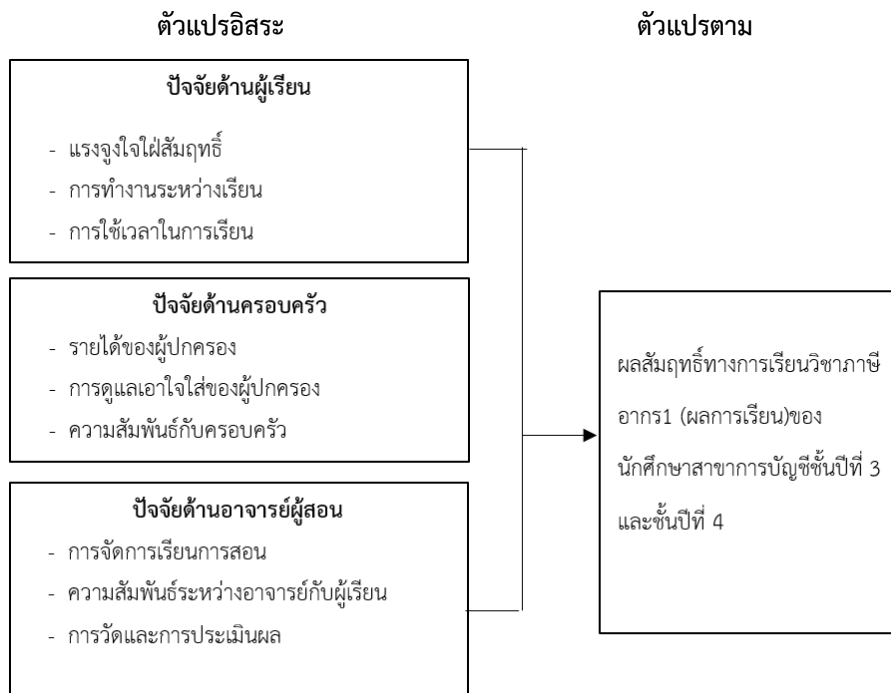 ตัวแปรอิสระ
ตัวแปรตาม
ปัจจัยด้านผู้เรียน
- แรงจูงใจใฝ่สัมฤทธิ์
- การทำงานระหว่างเรียน
- การใช้เวลาในการเรียน
ปัจจัยด้านครอบครัว
- รายได้ของผู้ปกครอง
- การดูแลเอาใจใส่ของผู้ปกครอง
- ความสัมพันธ์กับครอบครัว
ปัจจัยด้านอาจารย์ผู้สอน
- การจัดการเรียนการสอน
- ความสัมพันธ์ระหว่างอาจารย์กับผู้เรียน
- การวัดและการประเมินผล
ผลสัมฤทธิ์ทางการเรียนวิชาภาษี
อากร1 (ผลการเรียน)ของ
นักศึกษาสาขาการบัญชีชั้นปีที่ 3
และชั้นปีที่ 4